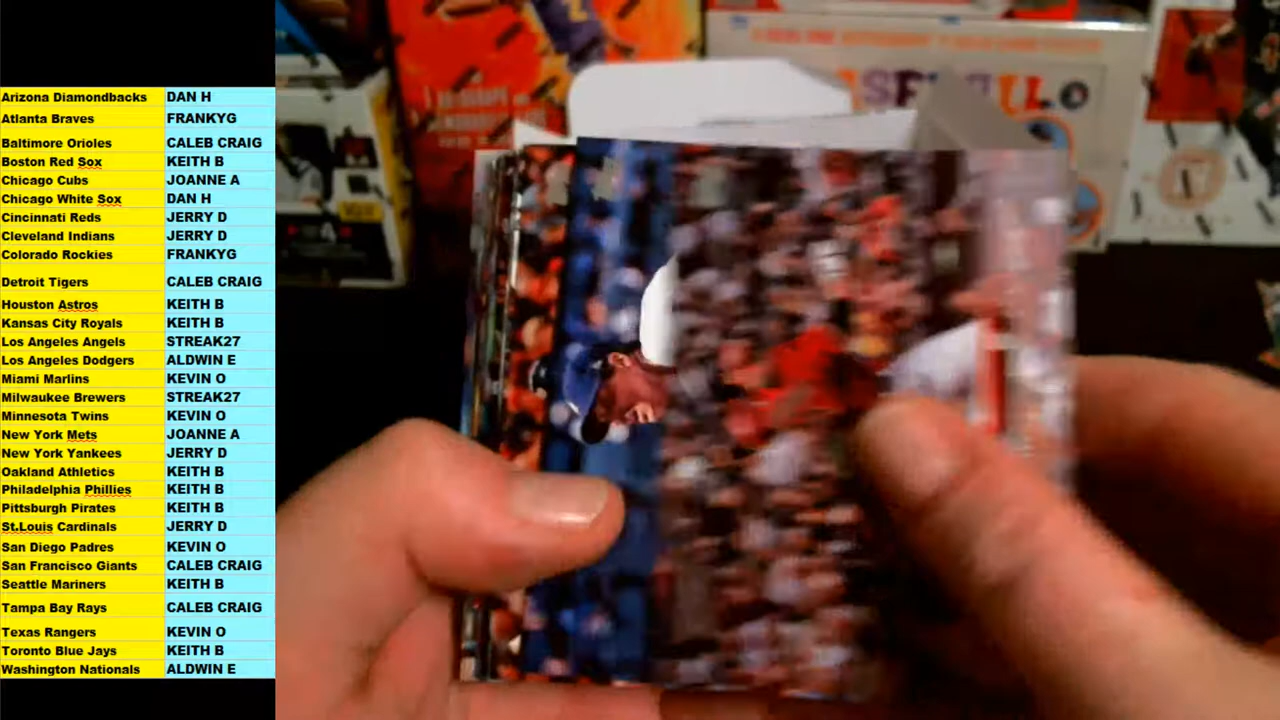 Arizona Diamondbacks DAN H
Atlanta Braves FRANKYG
Baltimore Orioles CALEB CRAIG
Boston Red Sox KEITH B
Chicago Cubs JOANNE A
Chicago White Sox DAN H
Cincinnati Reds JERRY D
Cleveland Indians JERRY D
Colorado Rockies FRANKYG
Detroit Tigers CALEB CRAIG
Houston Astros KEITH B
Kansas City Royals KEITH B
Los Angeles Angels STREAK27
Los Angeles Dodgers ALDWIN E
Miami Marlins KEVIN O
Milwaukee Brewers STREAK27
Minnesota Twins KEVIN O
New York Mets JOANNE A
New York Yankees JERRY D
Oakland Athletics KEITH B
Philadelphia Phillies KEITH B
Pittsburgh Pirates KEITH B
St.Louis Cardinals JERRY D
San Diego Padres KEVIN O
San Francisco Giants CALEB CRAIG
Seattle Mariners KEITH B
Tampa Bay Rays CALEB CRAIG
Texas Rangers KEVIN O
Toronto Blue Jays KEITH B
Washington Nationals ALDWIN E